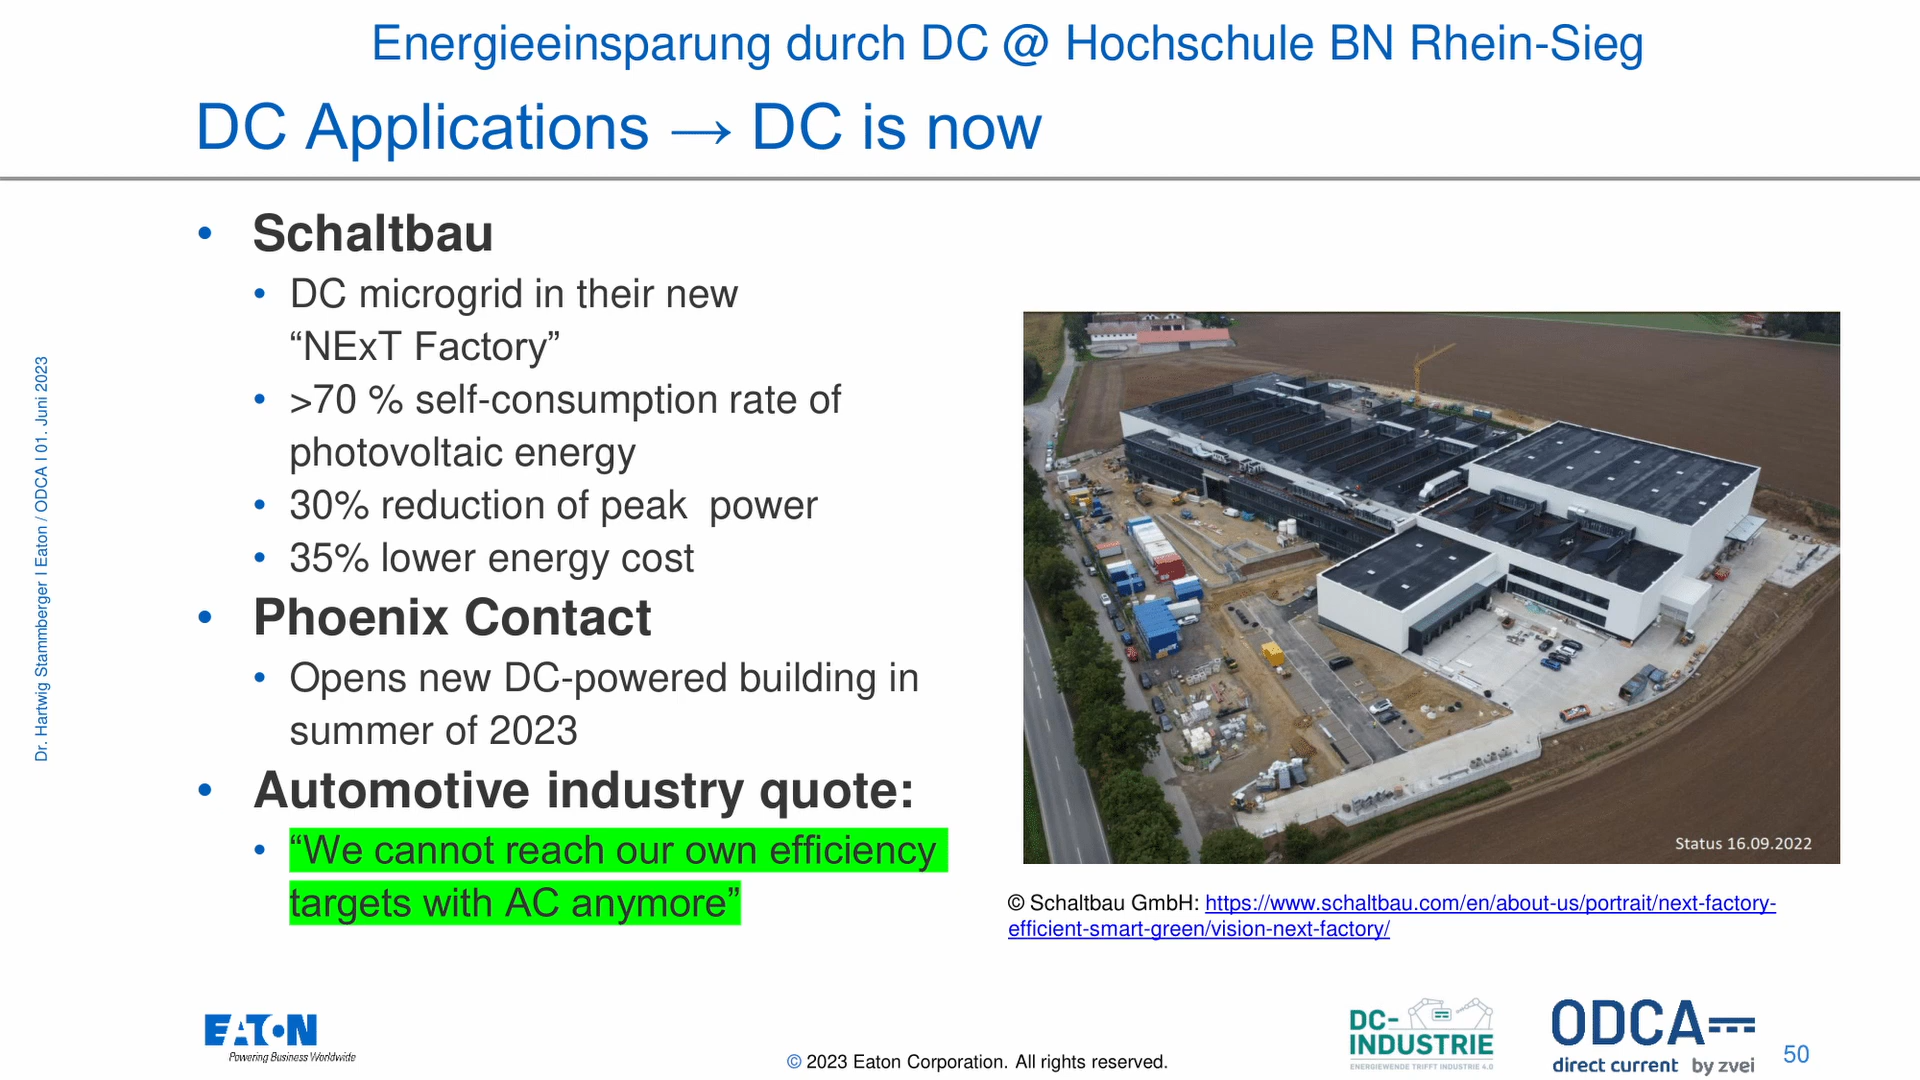 Energieeinsparung durch DC @ Hochschule BN Rhein-Sieg
DC Applications → DC is now
Dr. Hartwig Stammberger I Eaton / ODCA I 01. Juni 2023
• Schaltbau
• DC microgrid in their new
“NExT Factory”
• >70 % self-consumption rate of
photovoltaic energy
• 30% reduction of peak  power
• 35% lower energy cost
• Phoenix Contact
• Opens new DC-powered building in
summer of 2023
• Automotive industry quote:
• “We cannot reach our own efficiency
targets with AC anymore”
Status 16.09.2022
© Schaltbau GmbH: https://www.schaltbau.com/en/about-us/portrait/next-factory-
efficient-smart-green/vision-next-factory/
EATON
Powering Business Worldwide
© 2023 Eaton Corporation. All rights reserved.
DC-
INDUSTRIE
ENERGIEWENDE TRIFFT INDUSTRIE 4.0
ODCA
direct current by zvei
50